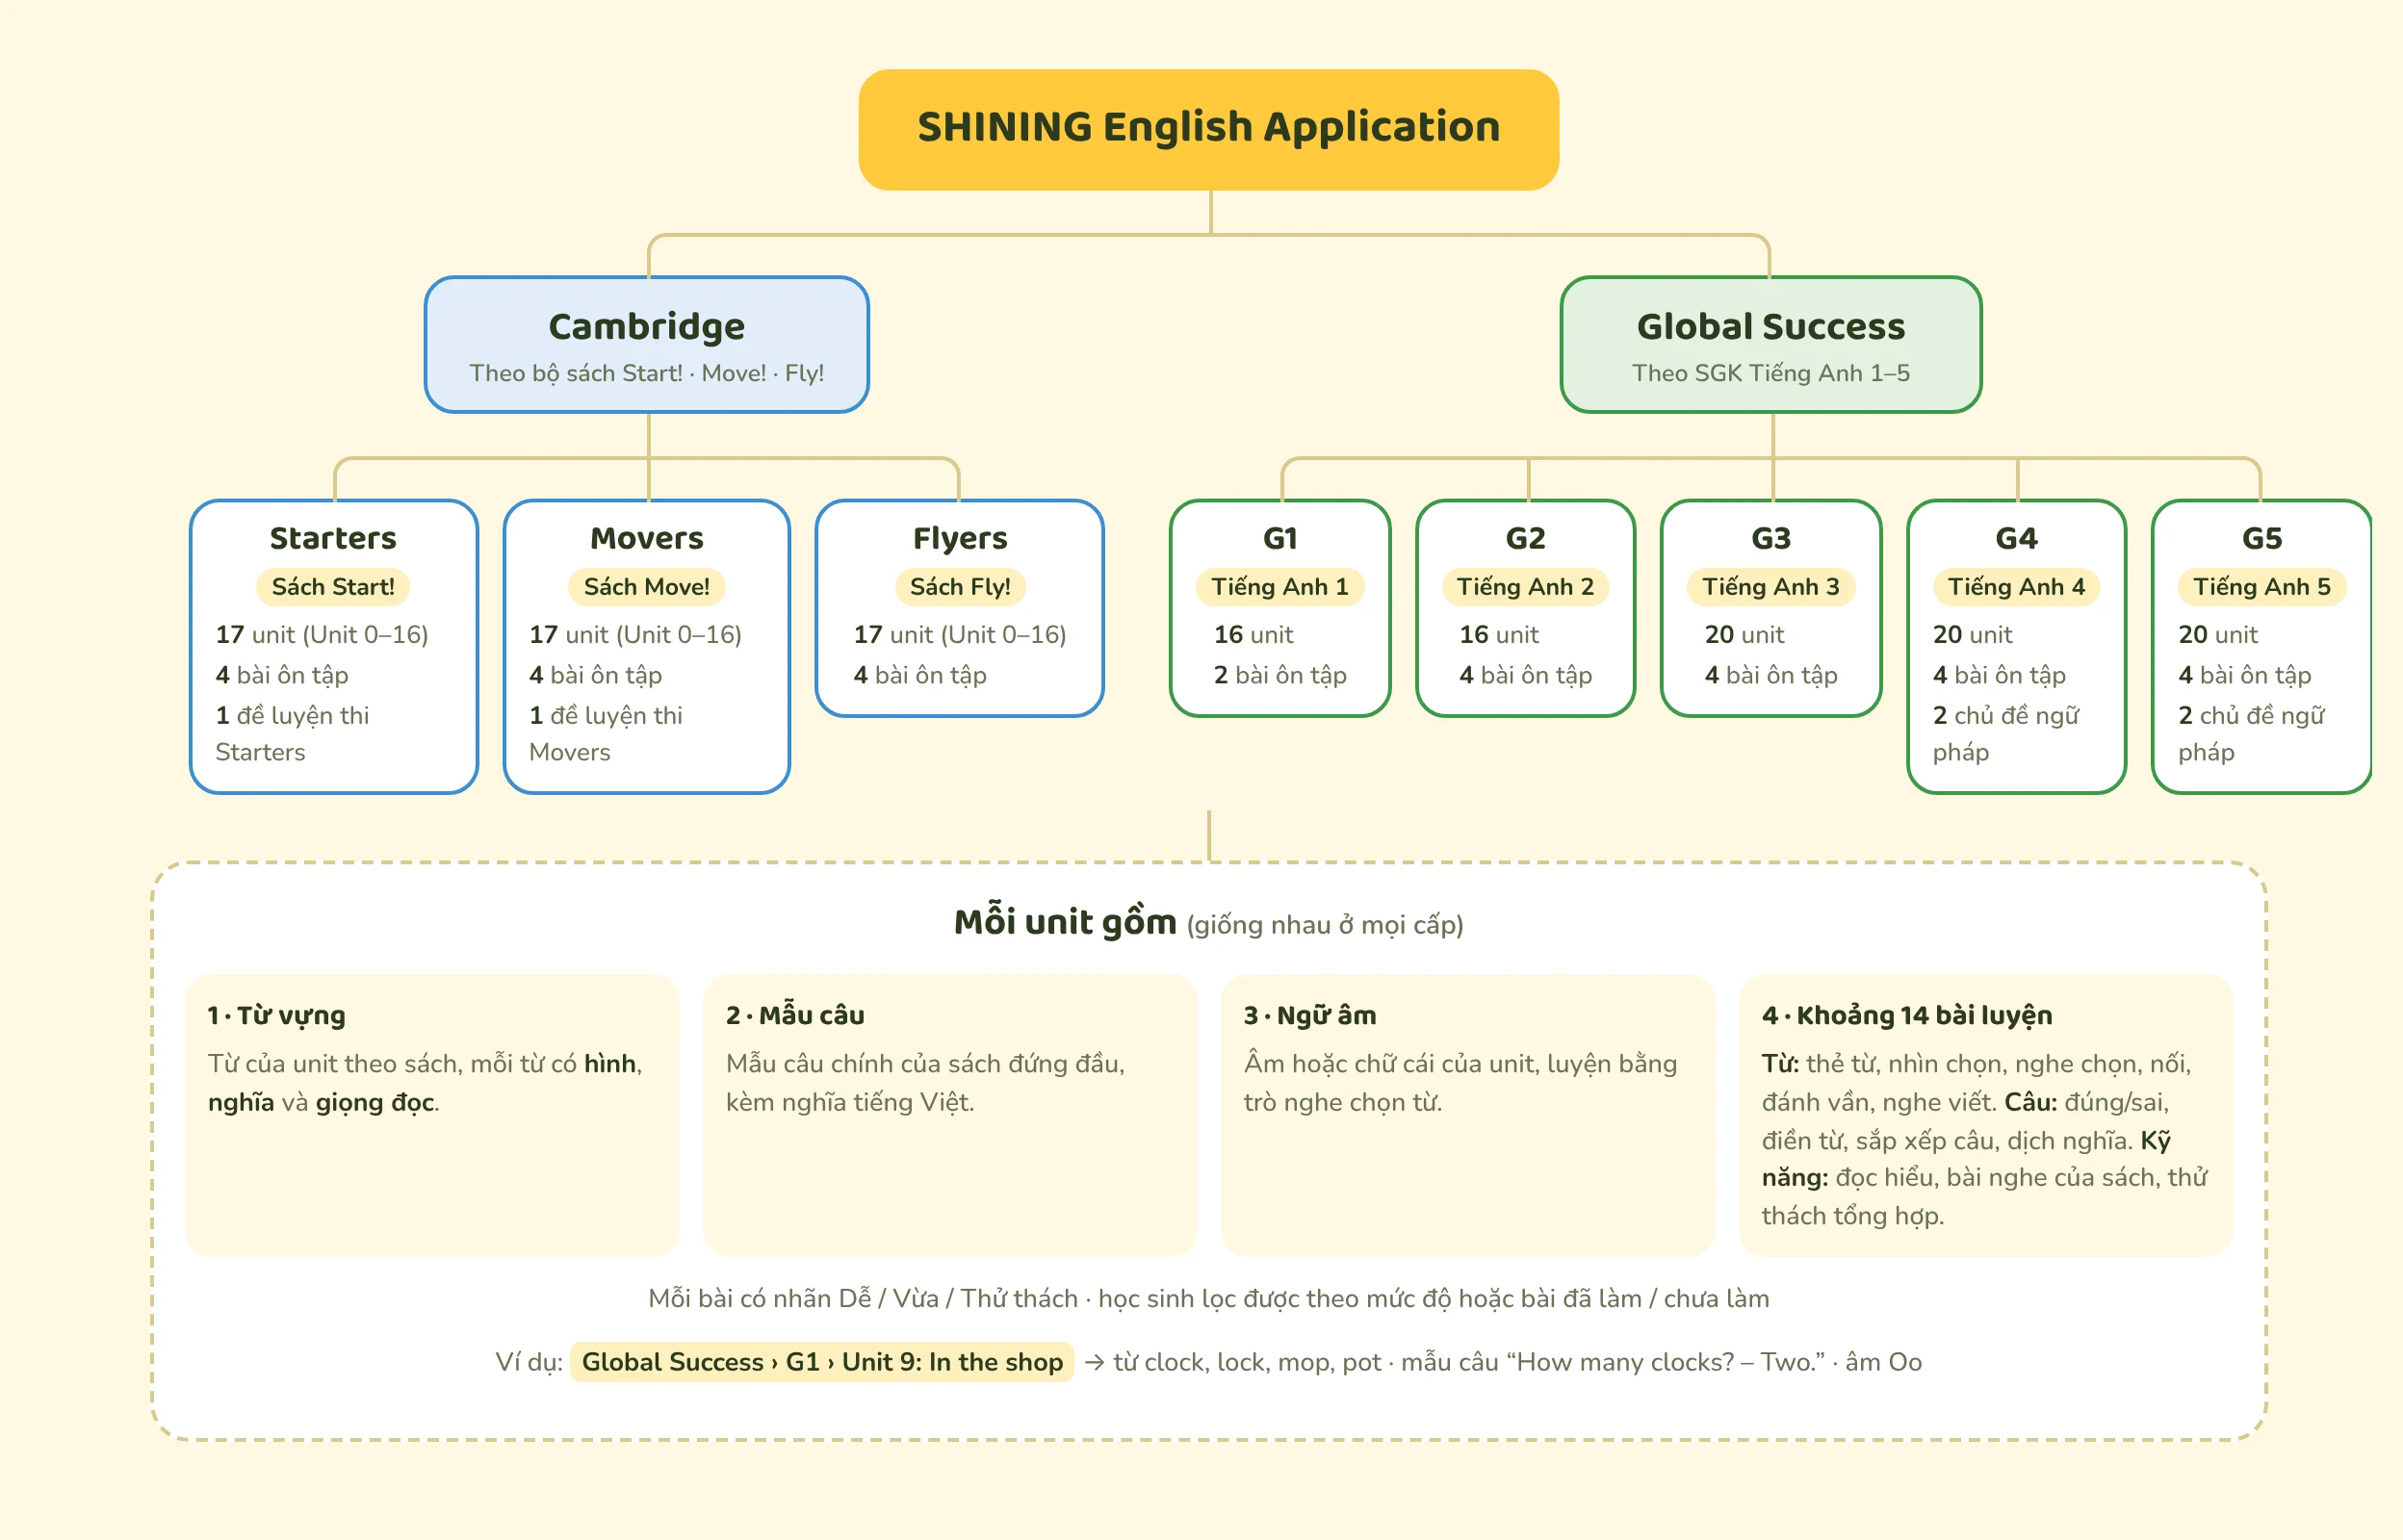 SHINING English Application
Cambridge
Theo bộ sách Start! · Move! · Fly!
Global Success
Theo SGK Tiếng Anh 1–5
Starters
Sách Start!
17 unit (Unit 0–16)
4 bài ôn tập
1 đề luyện thi
Starters
Movers
Sách Move!
17 unit (Unit 0–16)
4 bài ôn tập
1 đề luyện thi
Movers
Flyers
Sách Fly!
17 unit (Unit 0–16)
4 bài ôn tập
G1
Tiếng Anh 1
16 unit
2 bài ôn tập
G2
Tiếng Anh 2
16 unit
4 bài ôn tập
G3
Tiếng Anh 3
20 unit
4 bài ôn tập
G4
Tiếng Anh 4
20 unit
4 bài ôn tập
2 chủ đề ngữ
pháp
G5
Tiếng Anh 5
20 unit
4 bài ôn tập
2 chủ đề ngữ
pháp
Mỗi unit gồm (giống nhau ở mọi cấp)
1 · Từ vựng
Từ của unit theo sách, mỗi từ có hình,
nghĩa và giọng đọc.
2 · Mẫu câu
Mẫu câu chính của sách đứng đầu,
kèm nghĩa tiếng Việt.
3 · Ngữ âm
Âm hoặc chữ cái của unit, luyện bằng
trò nghe chọn từ.
4 · Khoảng 14 bài luyện
Từ: thẻ từ, nhìn chọn, nghe chọn, nối,
đánh vần, nghe viết. Câu: đúng/sai,
điền từ, sắp xếp câu, dịch nghĩa. Kỹ
năng: đọc hiểu, bài nghe của sách, thử
thách tổng hợp.
Mỗi bài có nhãn Dễ / Vừa / Thử thách · học sinh lọc được theo mức độ hoặc bài đã làm / chưa làm
Ví dụ: Global Success › G1 › Unit 9: In the shop → từ clock, lock, mop, pot · mẫu câu “How many clocks? – Two.” · âm Oo